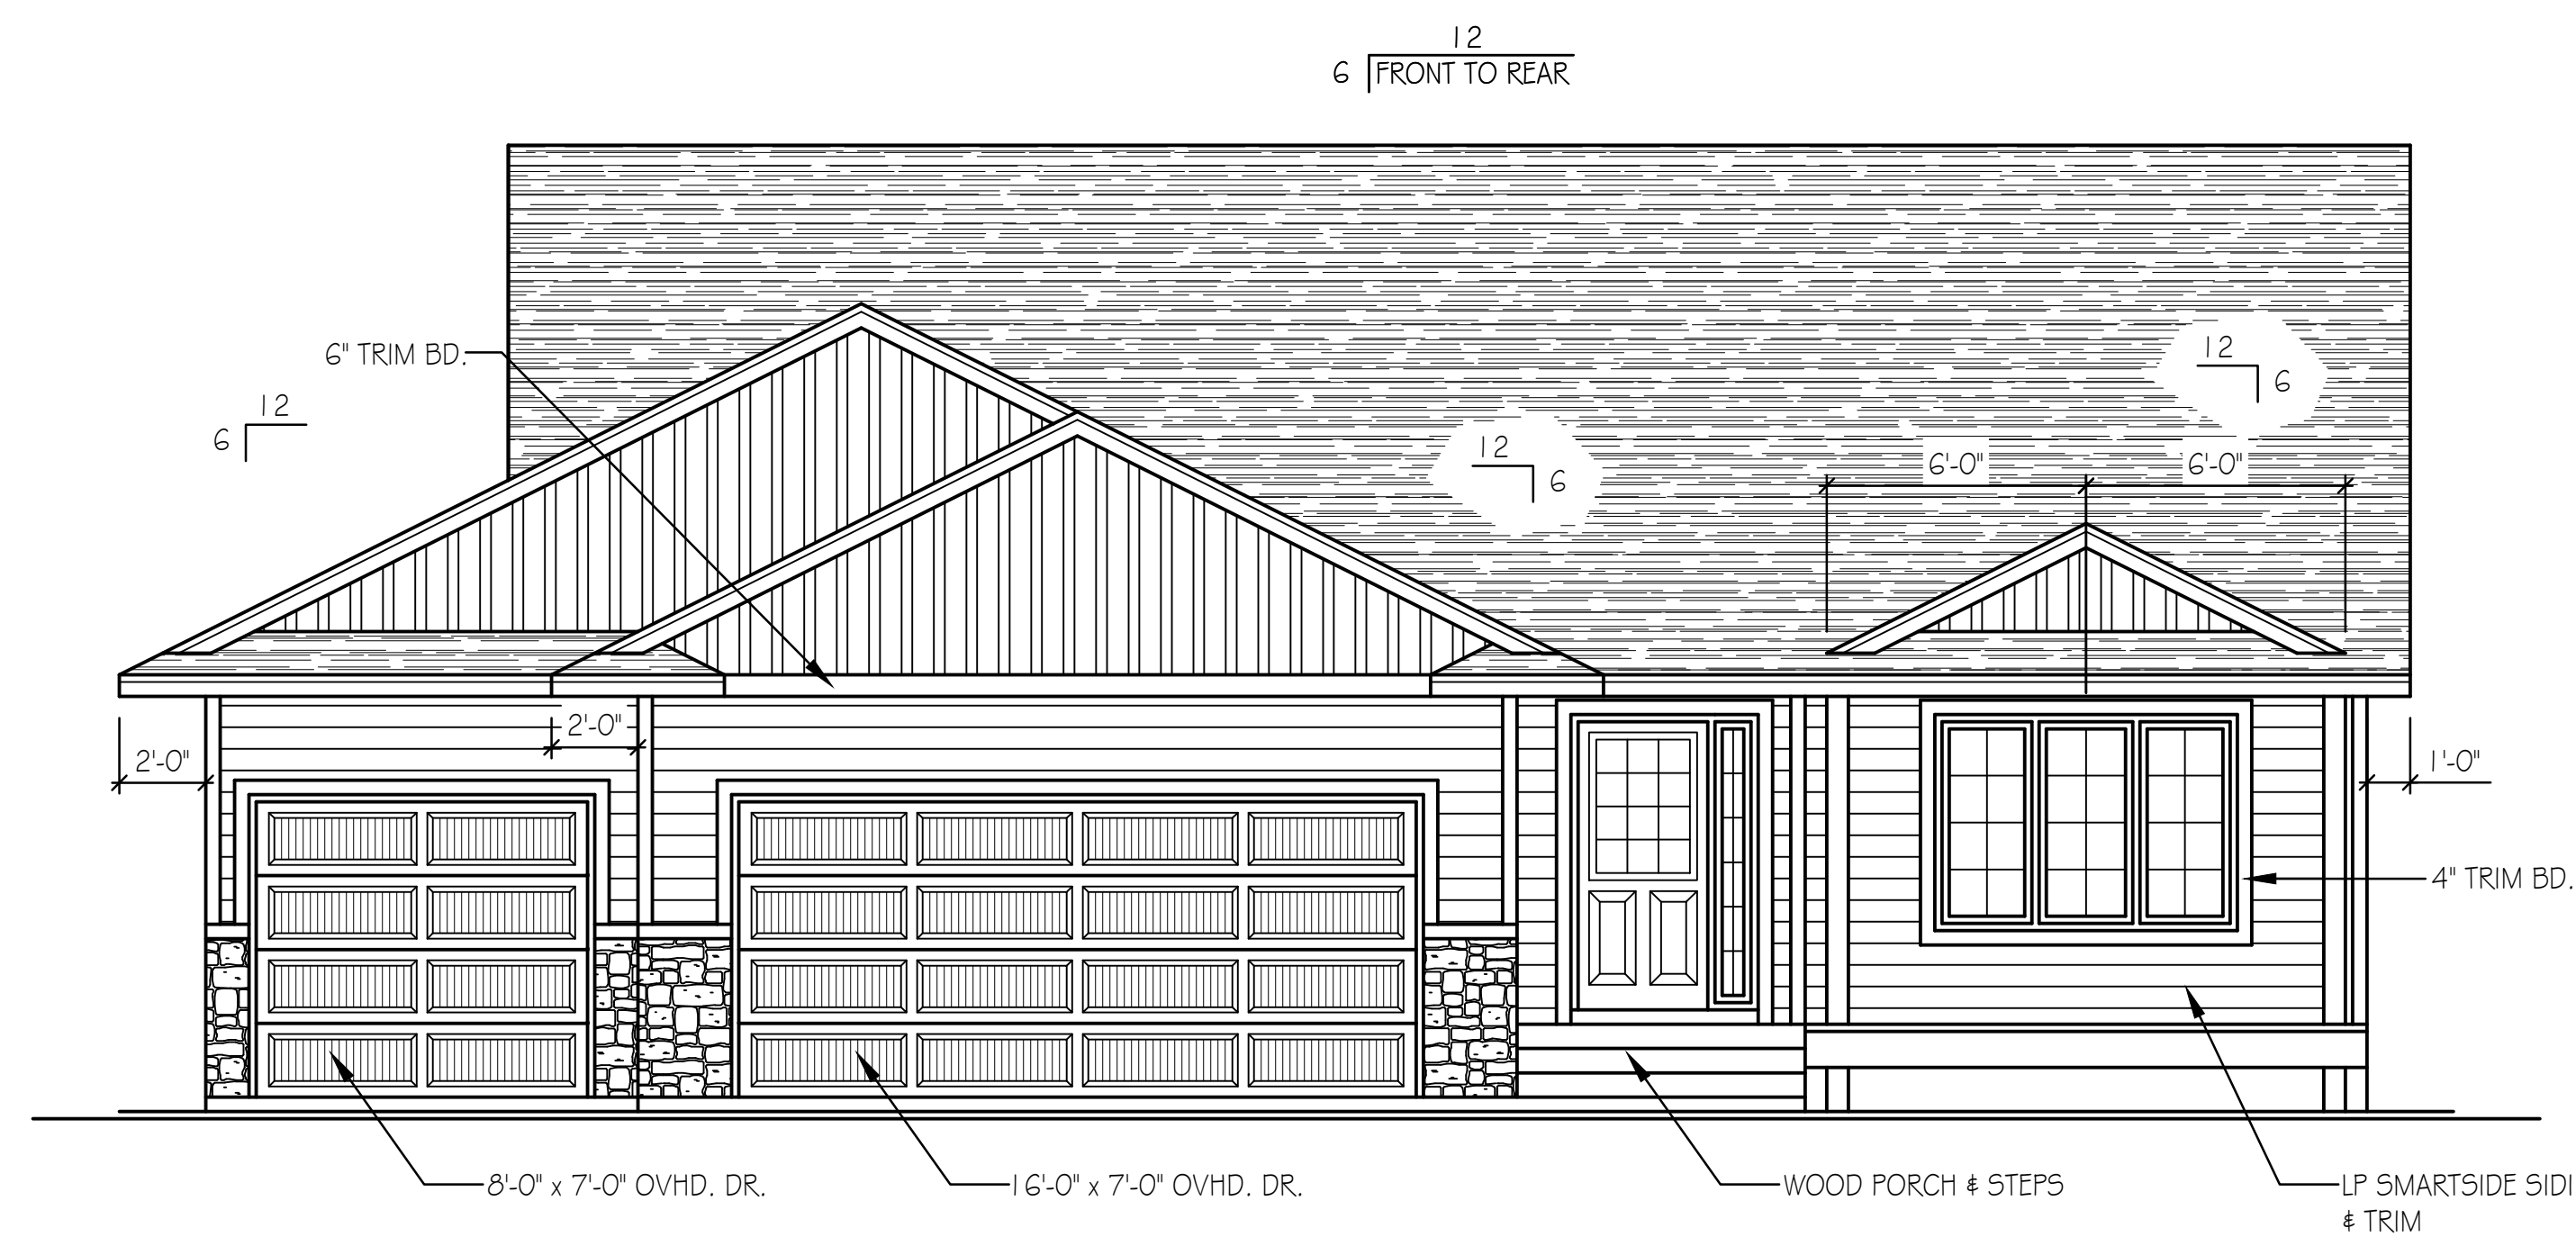 12
6 FRONT TO REAR
6" TRIM BD.
12
6
12
6
12
6
6'-0" 6'-0"
2'-0"
2'-0"
1'-0"
4" TRIM BD.
8'-0" x 7'-0" OVHD. DR.
16'-0" x 7'-0" OVHD. DR.
WOOD PORCH & STEPS
LP SMARTSIDE SIDI
& TRIM